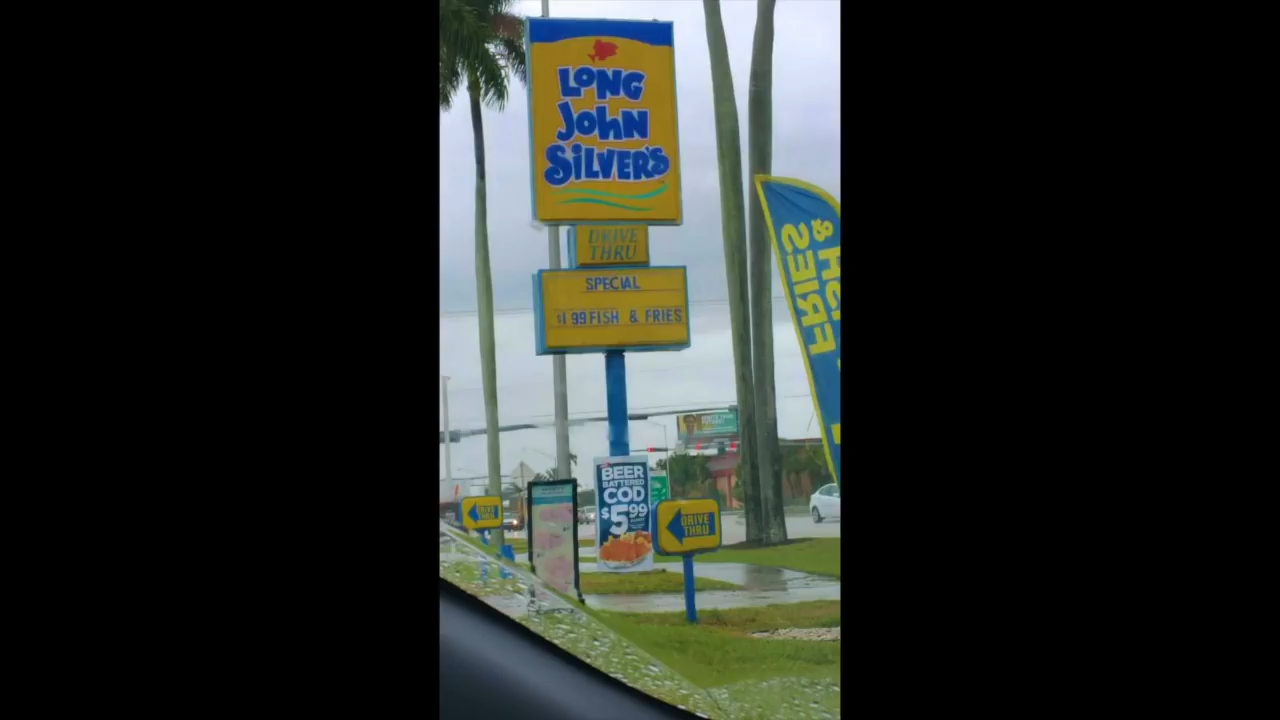 LONG
JOHN
SILVER'S
DRIVE
THRU
SPECIAL
$1 99 FISH & FRIES
FRIES &
BEER
BATTERED
COD
$5 99
DRIVE
THRU
DRIVE
THRU